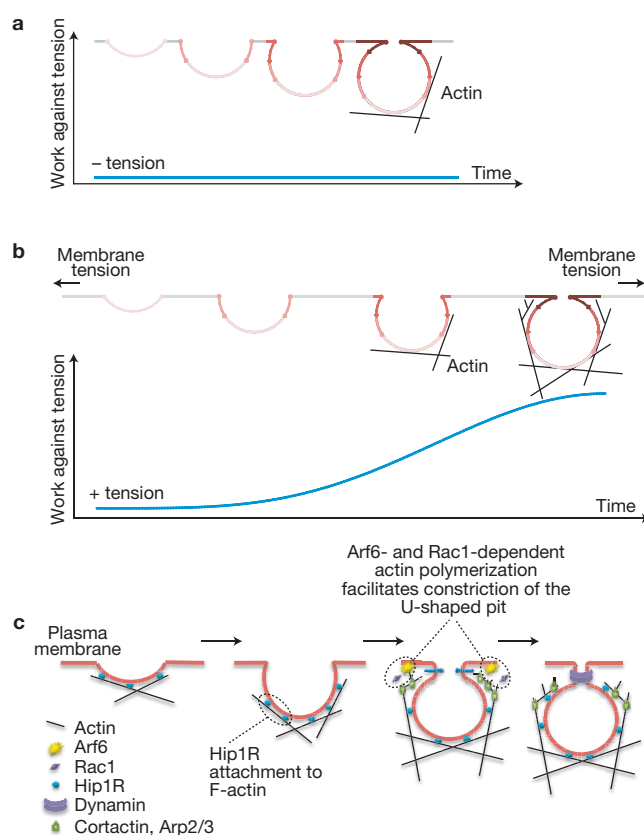 a
Work against tension
Actin
– tension
Time
b
Membrane
tension
Membrane
tension
Actin
Work against tension
+ tension
Time
Arf6- and Rac1-dependent
actin polymerization
facilitates constriction of the
U-shaped pit
c
Plasma
membrane
Hip1R
attachment to
F-actin
Actin
Arf6
Rac1
Hip1R
Dynamin
Cortactin, Arp2/3